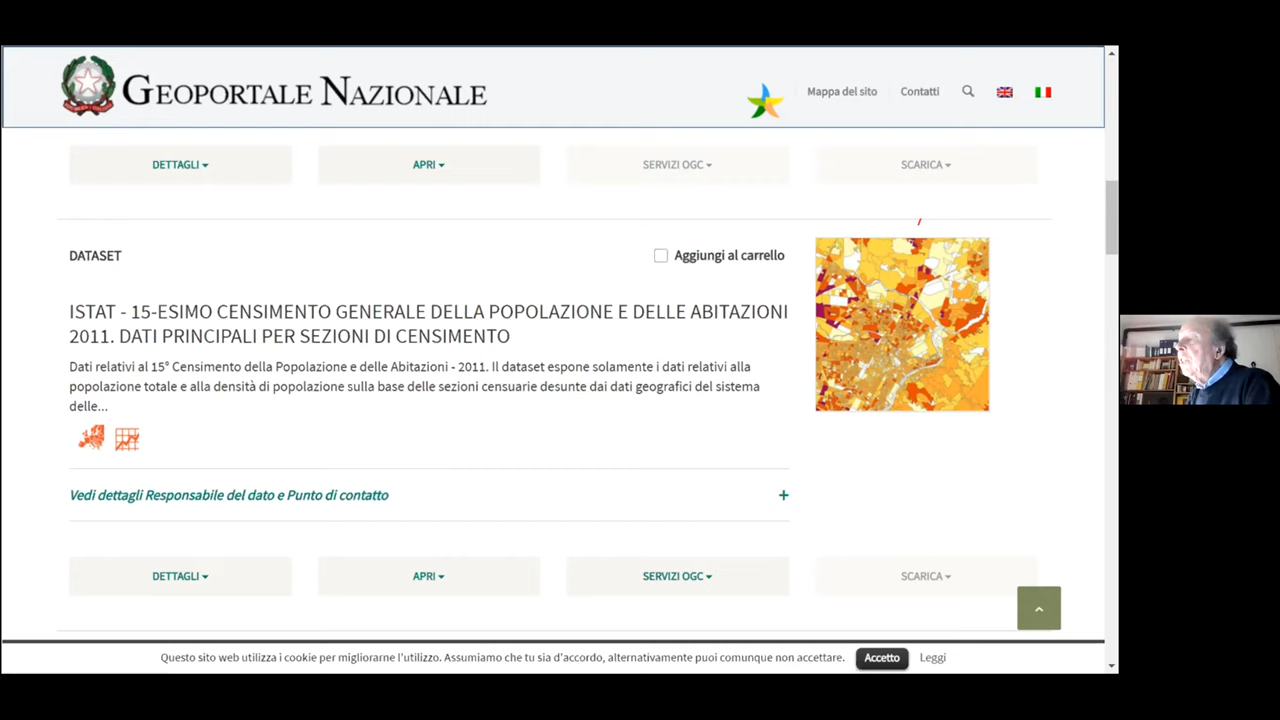 GEOPORTALE NAZIONALE
Mappa del sito
Contatti
DETTAGLI
APRI
SERVIZI OGC
SCARICA
DATASET
Aggiungi al carrello
ISTAT - 15-ESIMO CENSIMENTO GENERALE DELLA POPOLAZIONE E DELLE ABITAZIONI
2011. DATI PRINCIPALI PER SEZIONI DI CENSIMENTO
Dati relativi al 15° Censimento della Popolazione e delle Abitazioni - 2011. Il dataset espone solamente i dati relativi alla
popolazione totale e alla densità di popolazione sulla base delle sezioni censuarie desunte dai dati geografici del sistema
delle...
Vedi dettagli Responsabile del dato e Punto di contatto
+
DETTAGLI
APRI
SERVIZI OGC
SCARICA
Questo sito web utilizza i cookie per migliorarne l'utilizzo. Assumiamo che tu sia d'accordo, alternativamente puoi comunque non accettare.
Accetto
Leggi